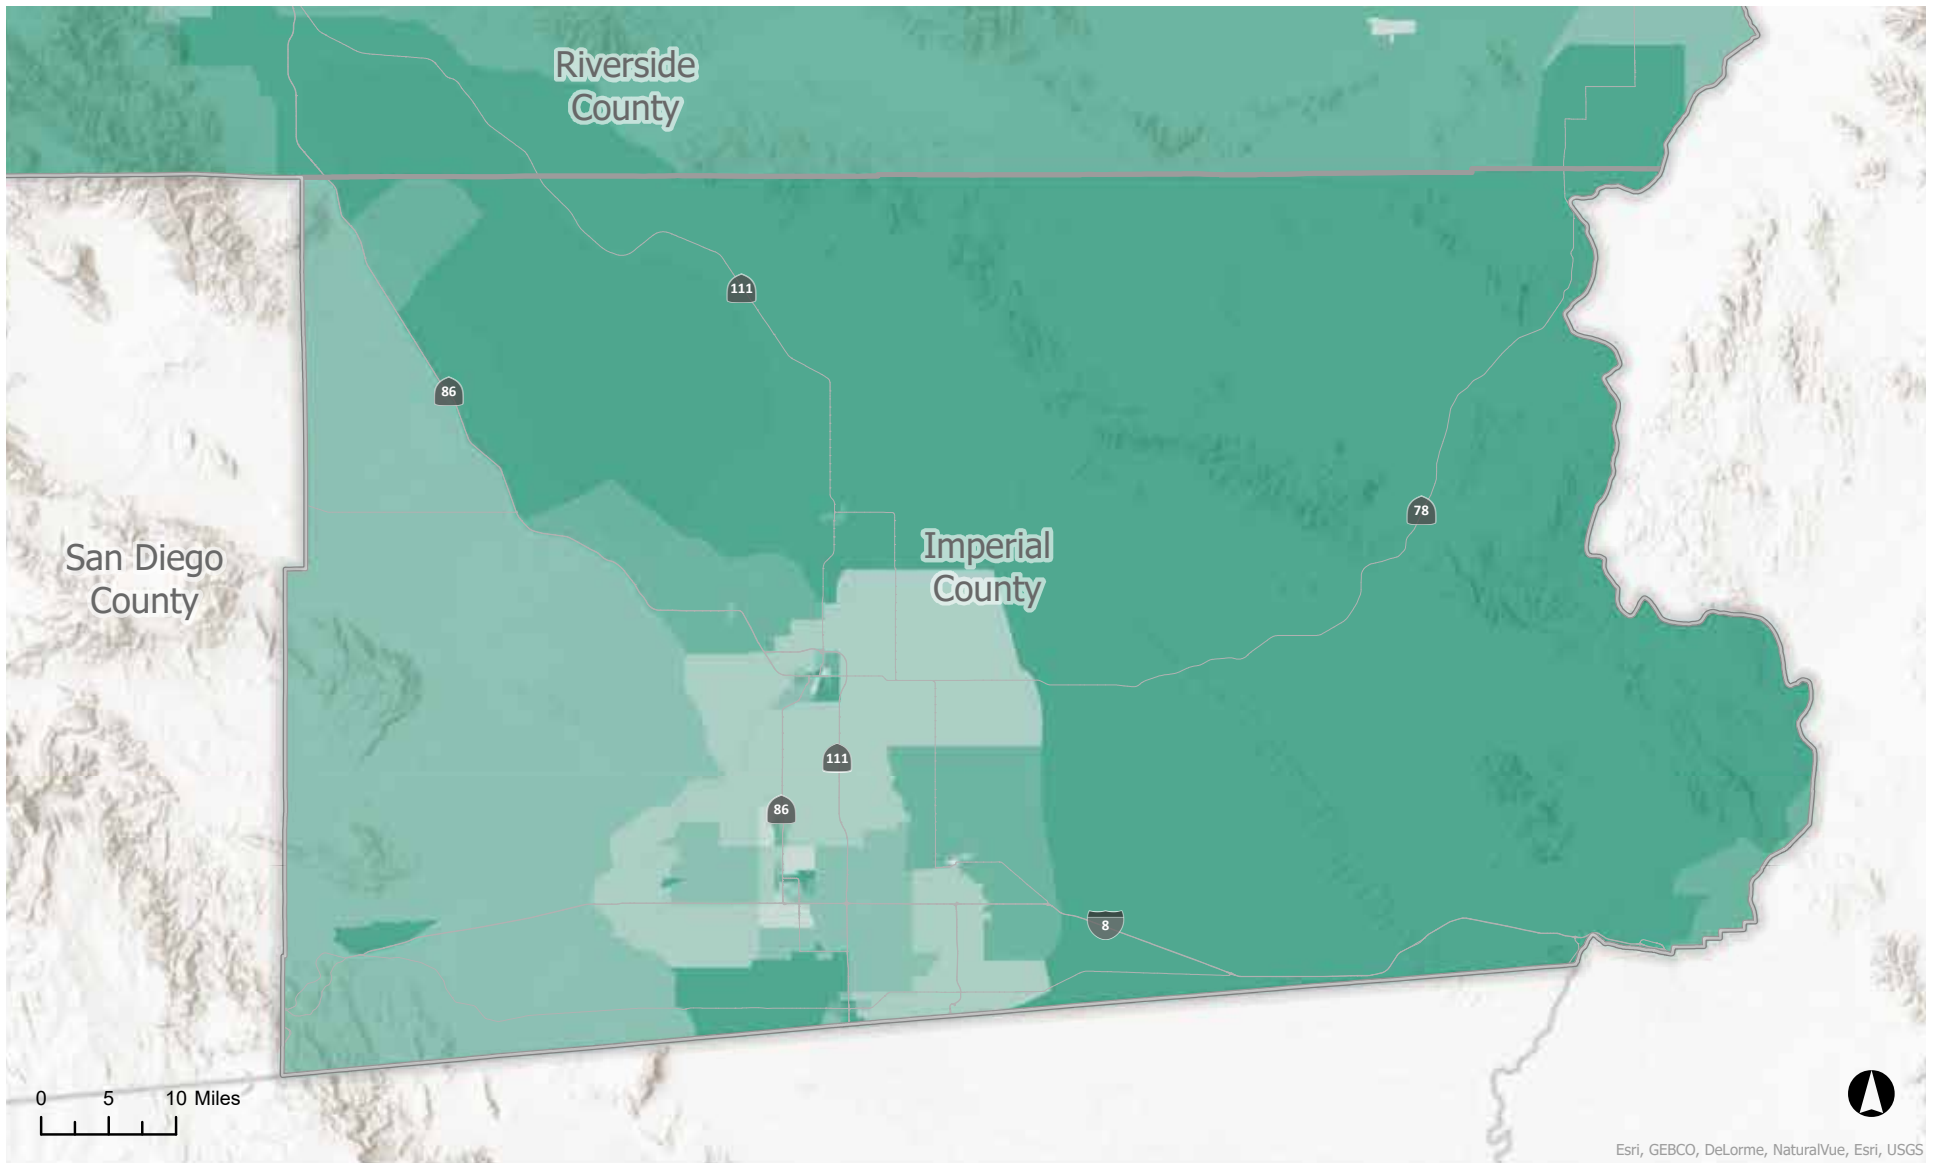 Riverside
County
111
86
78
Imperial
County
San Diego
County
111
86
8
0 5 10 Miles
Esri, GEBCO, DeLorme, NaturalVue, Esri, USGS